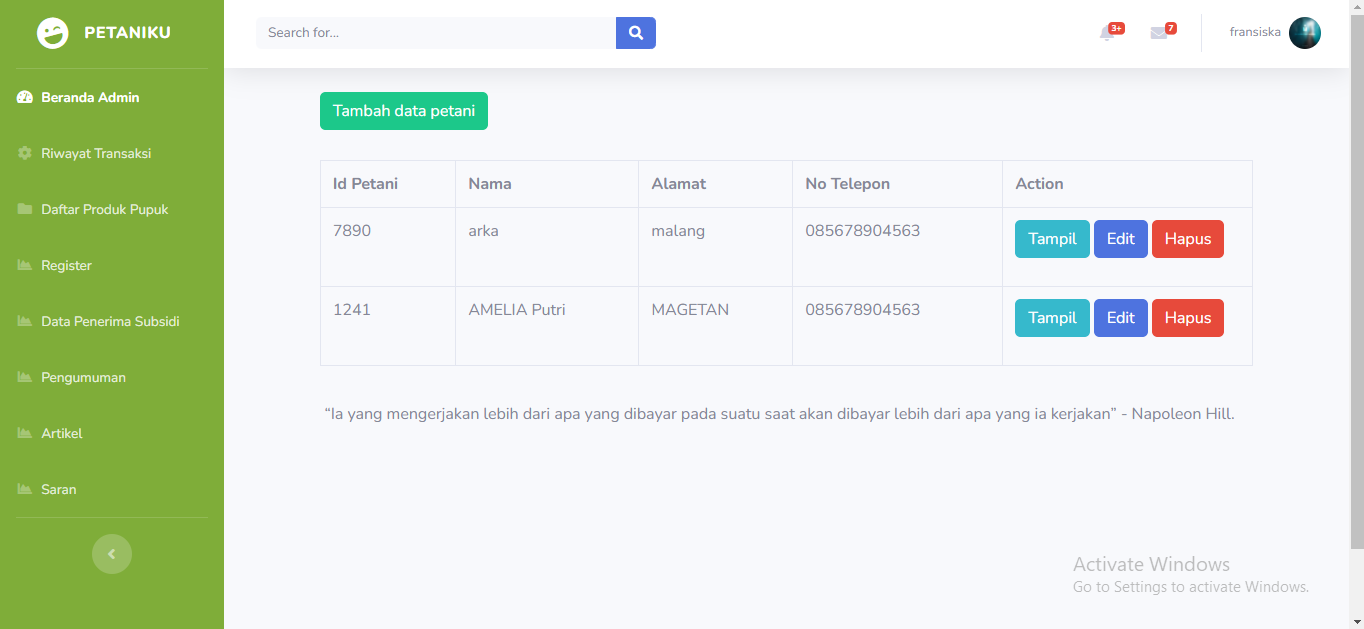 PETANIKU
Search for...
3+
7
fransiska
Beranda Admin
Riwayat Transaksi
Daftar Produk Pupuk
Register
Data Penerima Subsidi
Pengumuman
Artikel
Saran
Tambah data petani
Id Petani Nama Alamat No Telepon Action
7890 arka malang 085678904563 Tampil Edit Hapus
1241 AMELIA Putri MAGETAN 085678904563 Tampil Edit Hapus
“Ia yang mengerjakan lebih dari apa yang dibayar pada suatu saat akan dibayar lebih dari apa yang ia kerjakan” - Napoleon Hill.
Activate Windows
Go to Settings to activate Windows.